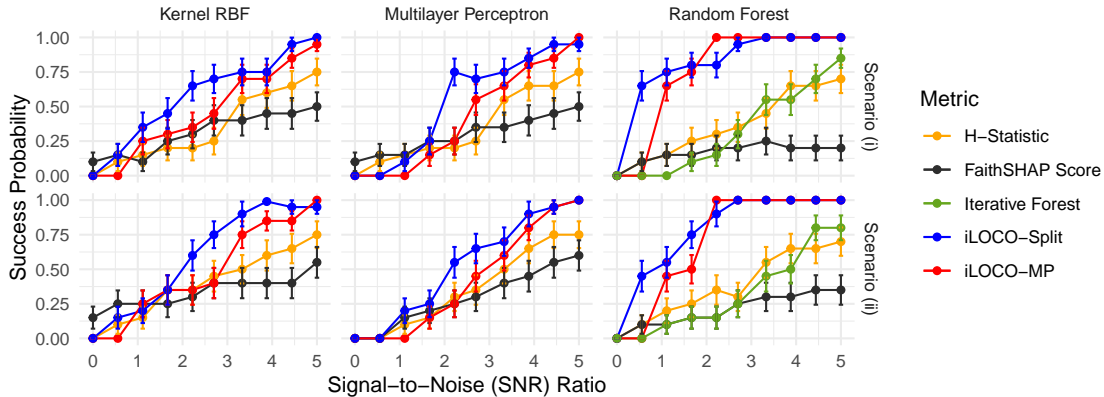 Kernel RBF Multilayer Perceptron Random Forest
1.00
0.75
0.50
0.25
0.00
Scenario (i)
1.00
0.75
0.50
0.25
0.00
Scenario (ii)
Success Probability
0 1 2 3 4 5 0 1 2 3 4 5 0 1 2 3 4 5
Signal−to−Noise (SNR) Ratio
Metric
H−Statistic
FaithSHAP Score
Iterative Forest
iLOCO−Split
iLOCO−MP